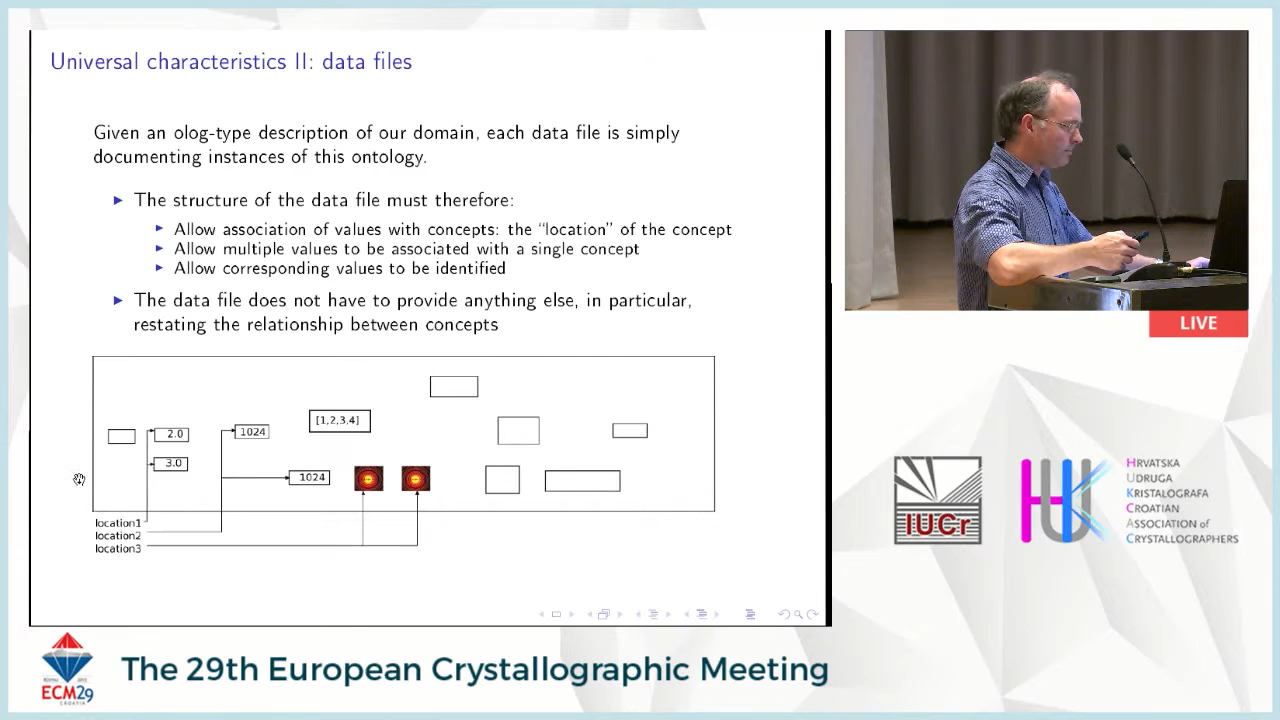 Universal characteristics II: data files
Given an olog-type description of our domain, each data file is simply
documenting instances of this ontology.
The structure of the data file must therefore:
Allow association of values with concepts: the “location” of the concept
Allow multiple values to be associated with a single concept
Allow corresponding values to be identified
The data file does not have to provide anything else, in particular,
restating the relationship between concepts
[1,2,3,4]
2.0
1024
3.0
1024
location1
location2
location3
LIVE
IUCr
HUK
HRVATSKA
UDRUGA
KRISTALOGRAFA
CROATIAN
ASSOCIATION of
CRYSTALLOGRAPHERS
ECM29
CROATIA
The 29th European Crystallographic Meeting